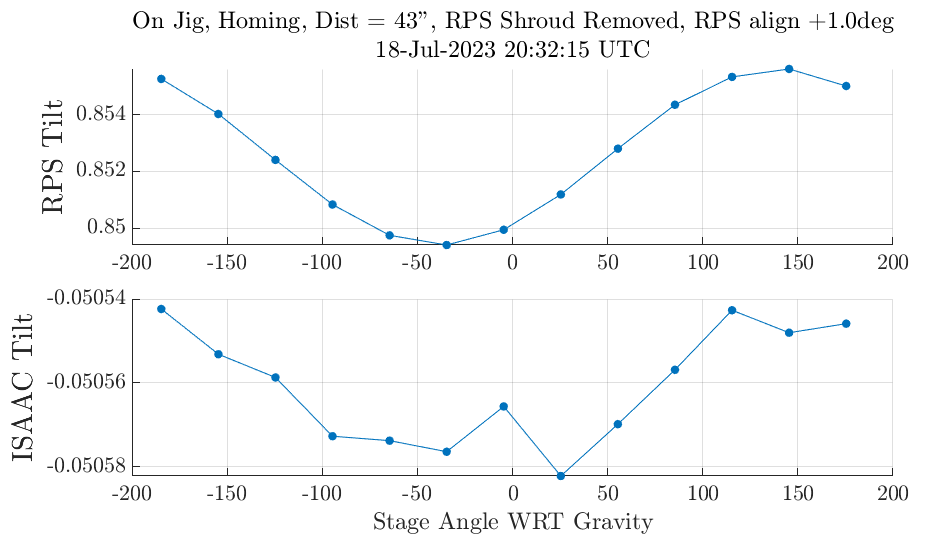 On Jig, Homing, Dist = 43”, RPS Shroud Removed, RPS align +1.0deg
18-Jul-2023 20:32:15 UTC
RPS Tilt
0.854
0.852
0.85
-200 -150 -100 -50 0 50 100 150 200
ISAAC Tilt
-0.05054
-0.05056
-0.05058
-200 -150 -100 -50 0 50 100 150 200
Stage Angle WRT Gravity